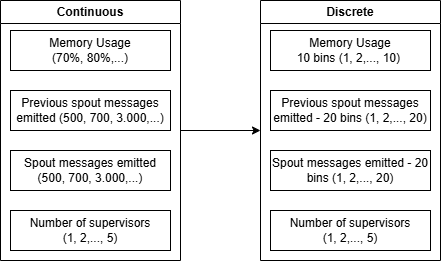 Continuous
Memory Usage
(70%, 80%,...)
Previous spout messages
emitted (500, 700, 3.000,...)
Spout messages emitted
(500, 700, 3.000,...)
Number of supervisors
(1, 2,..., 5)
Discrete
Memory Usage
10 bins (1, 2,..., 10)
Previous spout messages
emitted - 20 bins (1, 2,..., 20)
Spout messages emitted - 20
bins (1, 2,..., 20)
Number of supervisors
(1, 2,..., 5)